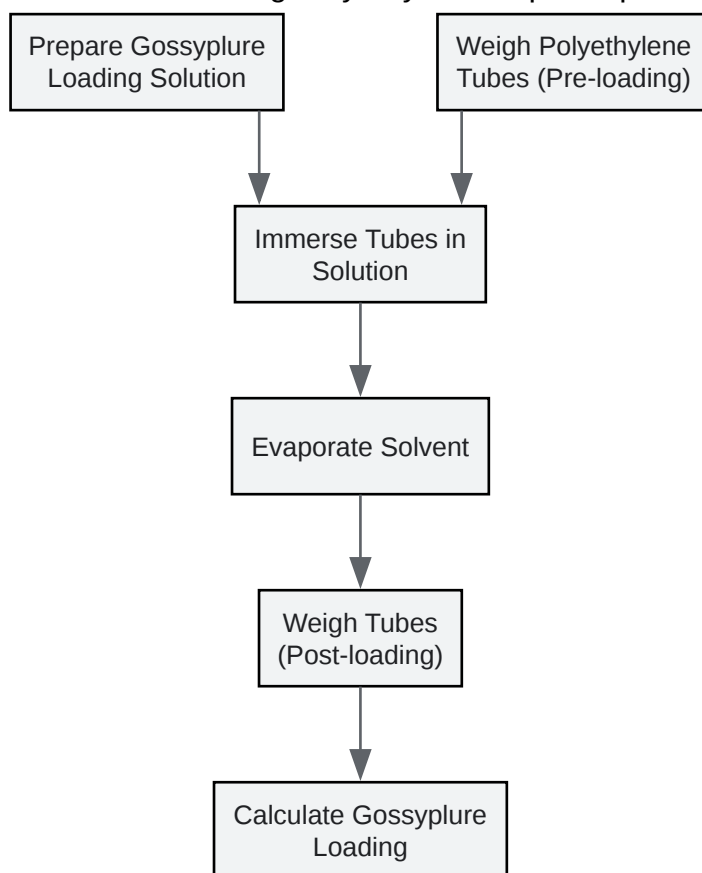 Prepare Gossyplure
Loading Solution
Weigh Polyethylene
Tubes (Pre-loading)
Immerse Tubes in
Solution
Evaporate Solvent
Weigh Tubes
(Post-loading)
Calculate Gossyplure
Loading